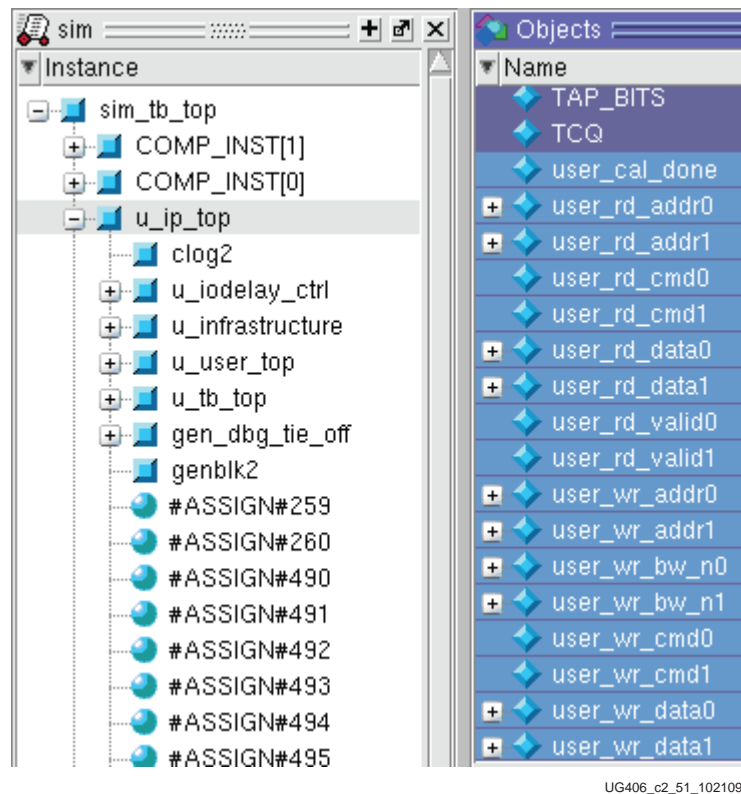 sim
Instance
sim_tb_top
COMP_INST[1]
COMP_INST[0]
u_ip_top
clog2
u_iodelay_ctrl
u_infrastructure
u_user_top
u_tb_top
gen_dbg_tie_off
genblk2
#ASSIGN#259
#ASSIGN#260
#ASSIGN#490
#ASSIGN#491
#ASSIGN#492
#ASSIGN#493
#ASSIGN#494
#ASSIGN#495
Objects
Name
TAP_BITS
TCQ
user_cal_done
user_rd_addr0
user_rd_addr1
user_rd_cmd0
user_rd_cmd1
user_rd_data0
user_rd_data1
user_rd_valid0
user_rd_valid1
user_wr_addr0
user_wr_addr1
user_wr_bw_n0
user_wr_bw_n1
user_wr_cmd0
user_wr_cmd1
user_wr_data0
user_wr_data1
UG406_c2_51_102109